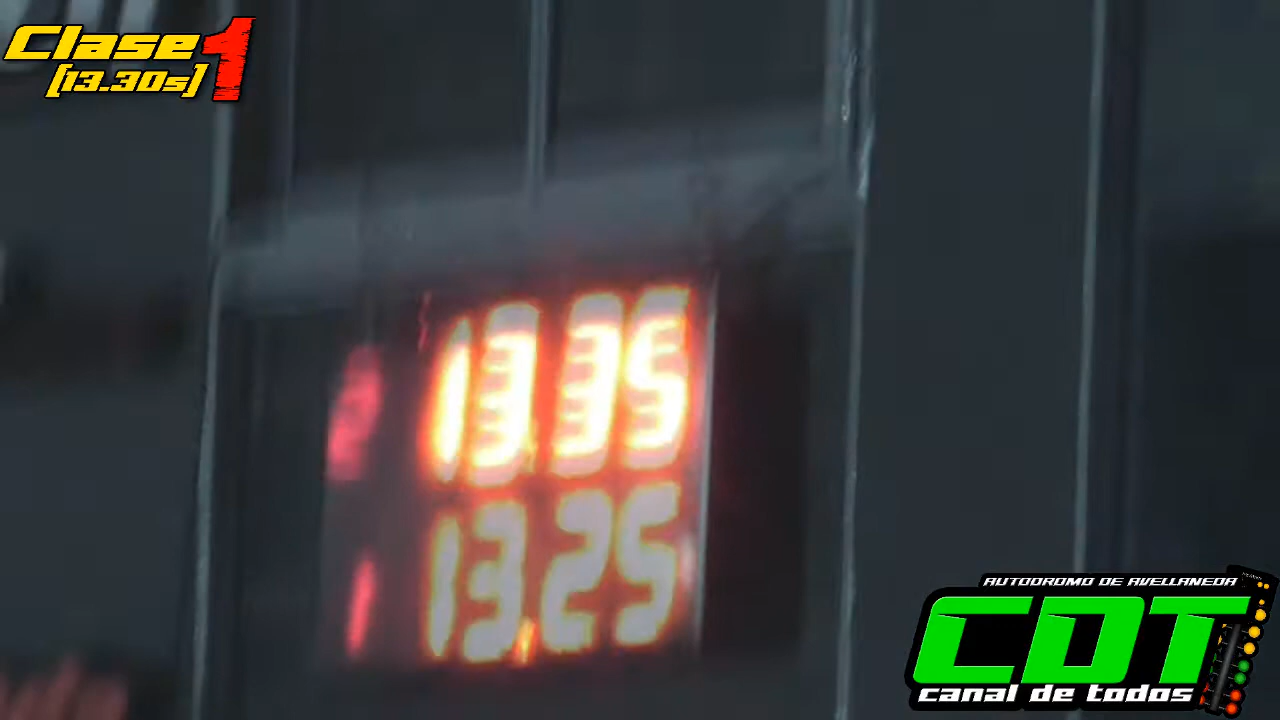 Clase 1
[13.30s]
13.35
13.25
AUTODROMO DE AVELLANEDA
CDT
canal de todos